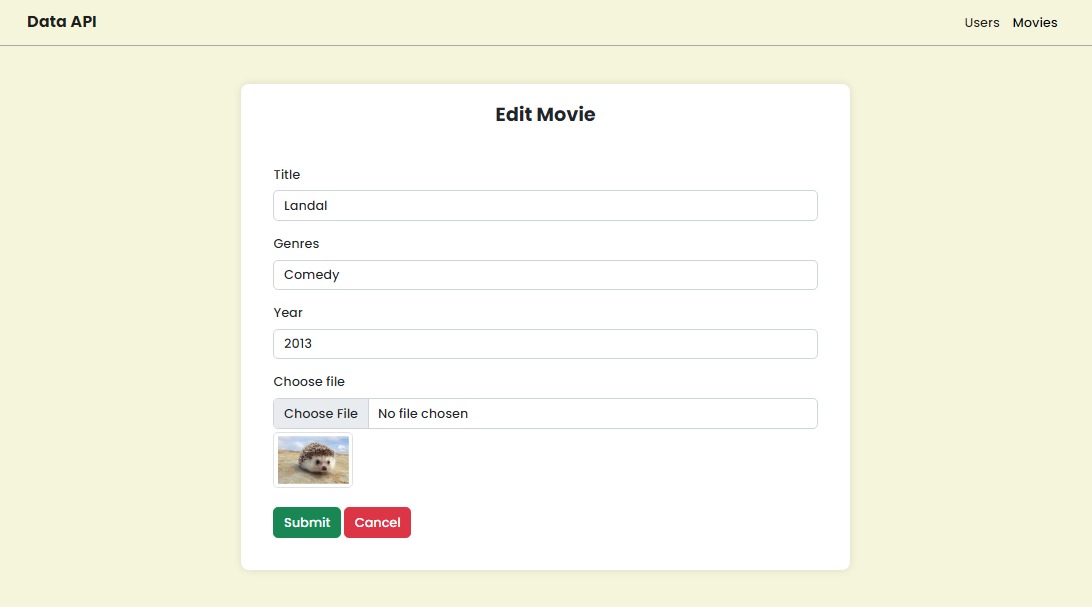 Data API
Users Movies
Edit Movie
Title
Landal
Genres
Comedy
Year
2013
Choose file
Choose File No file chosen
Submit Cancel